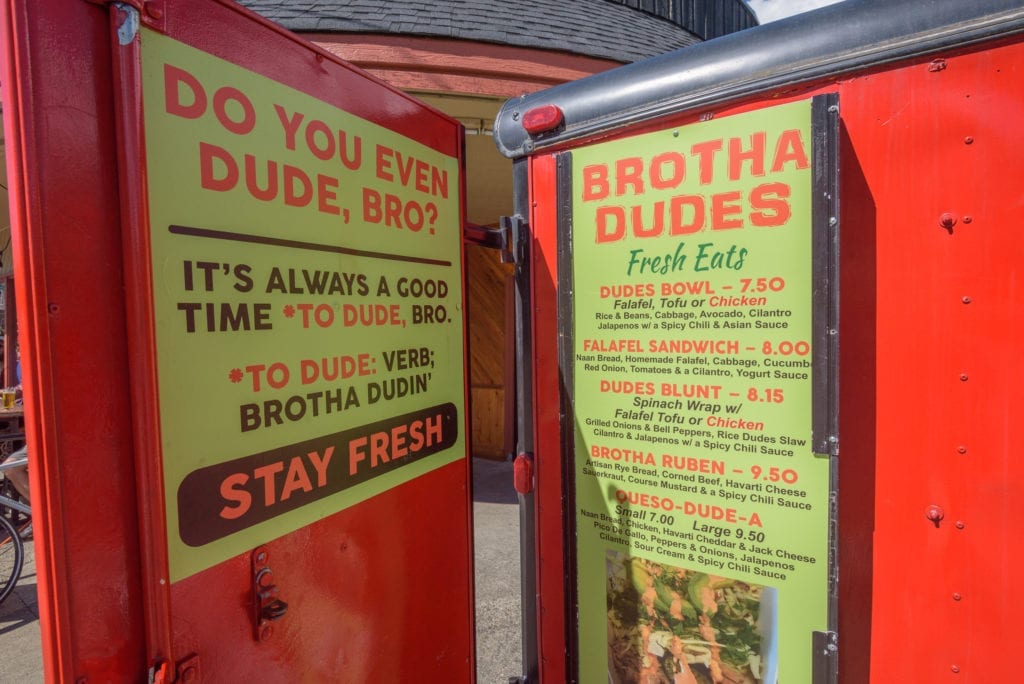 DO YOU EVEN
DUDE, BRO?
IT'S ALWAYS A GOOD
TIME *TO DUDE, BRO.
*TO DUDE: VERB;
BROTHA DUDIN'
STAY FRESH
BROTHA
DUDES
Fresh Eats
DUDES BOWL – 7.50
Falafel, Tofu or Chicken
Rice & Beans, Cabbage, Avocado, Cilantro
Jalapenos w/ a Spicy Chili & Asian Sauce
FALAFEL SANDWICH – 8.00
Naan Bread, Homemade Falafel, Cabbage, Cucumb
Red Onion, Tomatoes & a Cilantro, Yogurt Sauce
DUDES BLUNT – 8.15
Spinach Wrap w/
Falafel Tofu or Chicken
Grilled Onions & Bell Peppers, Rice Dudes Slaw
Cilantro & Jalapenos w/ a Spicy Chili Sauce
BROTHA RUBEN – 9.50
Artisan Rye Bread, Corned Beef, Havarti Cheese
Sauerkraut, Course Mustard & a Spicy Chili Sauce
QUESO-DUDE-A
Small 7.00 Large 9.50
Naan Bread, Chicken, Havarti Cheddar & Jack Cheese
Pico De Gallo, Peppers & Onions, Jalapenos
Cilantro, Sour Cream & Spicy Chili Sauce